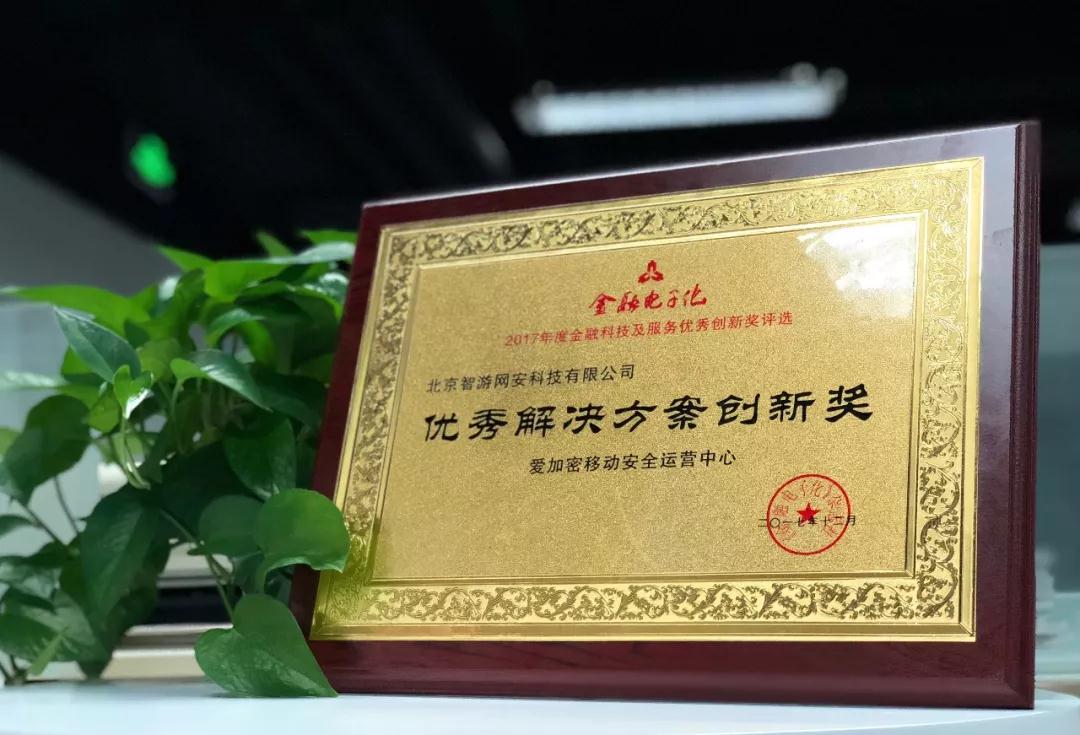 金融电子化
2017年度金融科技及服务优秀创新奖评选
北京智游网安科技有限公司
优秀解决方案创新奖
爱加密移动安全运营中心
二〇一七年十二月